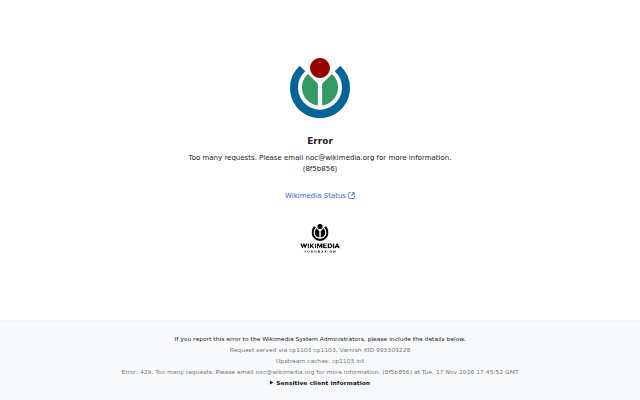 Error
Too many requests. Please email noc@wikimedia.org for more information.
(8f5b856)
Wikimedia Status
WIKIMEDIA
FOUNDATION
If you report this error to the Wikimedia System Administrators, please include the details below.
Request served via cp1103 cp1103, Varnish XID 993309228
Upstream caches: cp1103 int
Error: 429, Too many requests. Please email noc@wikimedia.org for more information. (8f5b856) at Tue, 17 Nov 2026 17:45:52 GMT
Sensitive client information